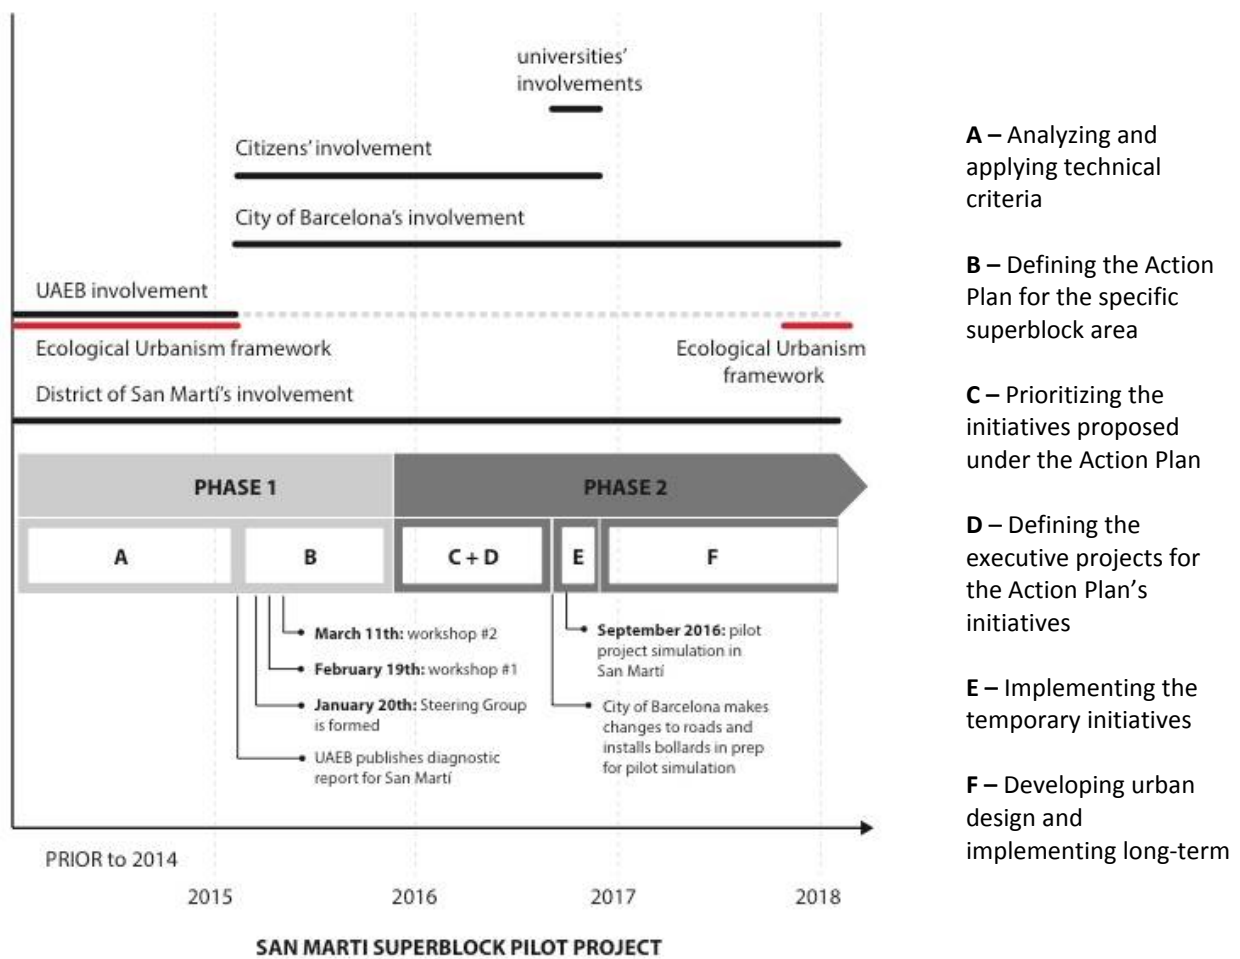 universities'
involvements
Citizens' involvement
City of Barcelona's involvement
UAEB involvement
Ecological Urbanism framework
Ecological Urbanism
framework
District of San Martí's involvement
PHASE 1
PHASE 2
A
B
C + D
E
F
March 11th: workshop #2
February 19th: workshop #1
January 20th: Steering Group
is formed
UAEB publishes diagnostic
report for San Martí
September 2016: pilot
project simulation in
San Martí
City of Barcelona makes
changes to roads and
installs bollards in prep
for pilot simulation
PRIOR to 2014
2015
2016
2017
2018
SAN MARTI SUPERBLOCK PILOT PROJECT
A – Analyzing and
applying technical
criteria
B – Defining the Action
Plan for the specific
superblock area
C – Prioritizing the
initiatives proposed
under the Action Plan
D – Defining the
executive projects for
the Action Plan's
initiatives
E – Implementing the
temporary initiatives
F – Developing urban
design and
implementing long-term